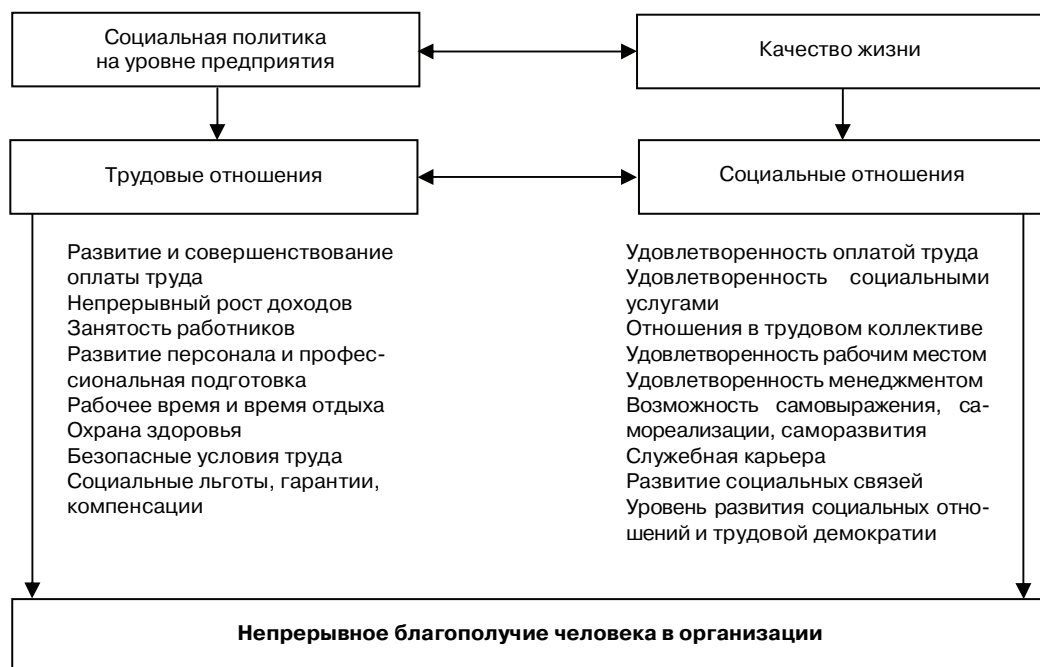 Социальная политика
на уровне предприятия
Качество жизни
Трудовые отношения
Социальные отношения
Развитие и совершенствование
оплаты труда
Непрерывный рост доходов
Занятость работников
Развитие персонала и профес-
сиональная подготовка
Рабочее время и время отдыха
Охрана здоровья
Безопасные условия труда
Социальные льготы, гарантии,
компенсации
Удовлетворенность оплатой труда
Удовлетворенность социальными
услугами
Отношения в трудовом коллективе
Удовлетворенность рабочим местом
Удовлетворенность менеджментом
Возможность самовыражения, са-
мореализации, саморазвития
Служебная карьера
Развитие социальных связей
Уровень развития социальных отно-
шений и трудовой демократии
Непрерывное благополучие человека в организации